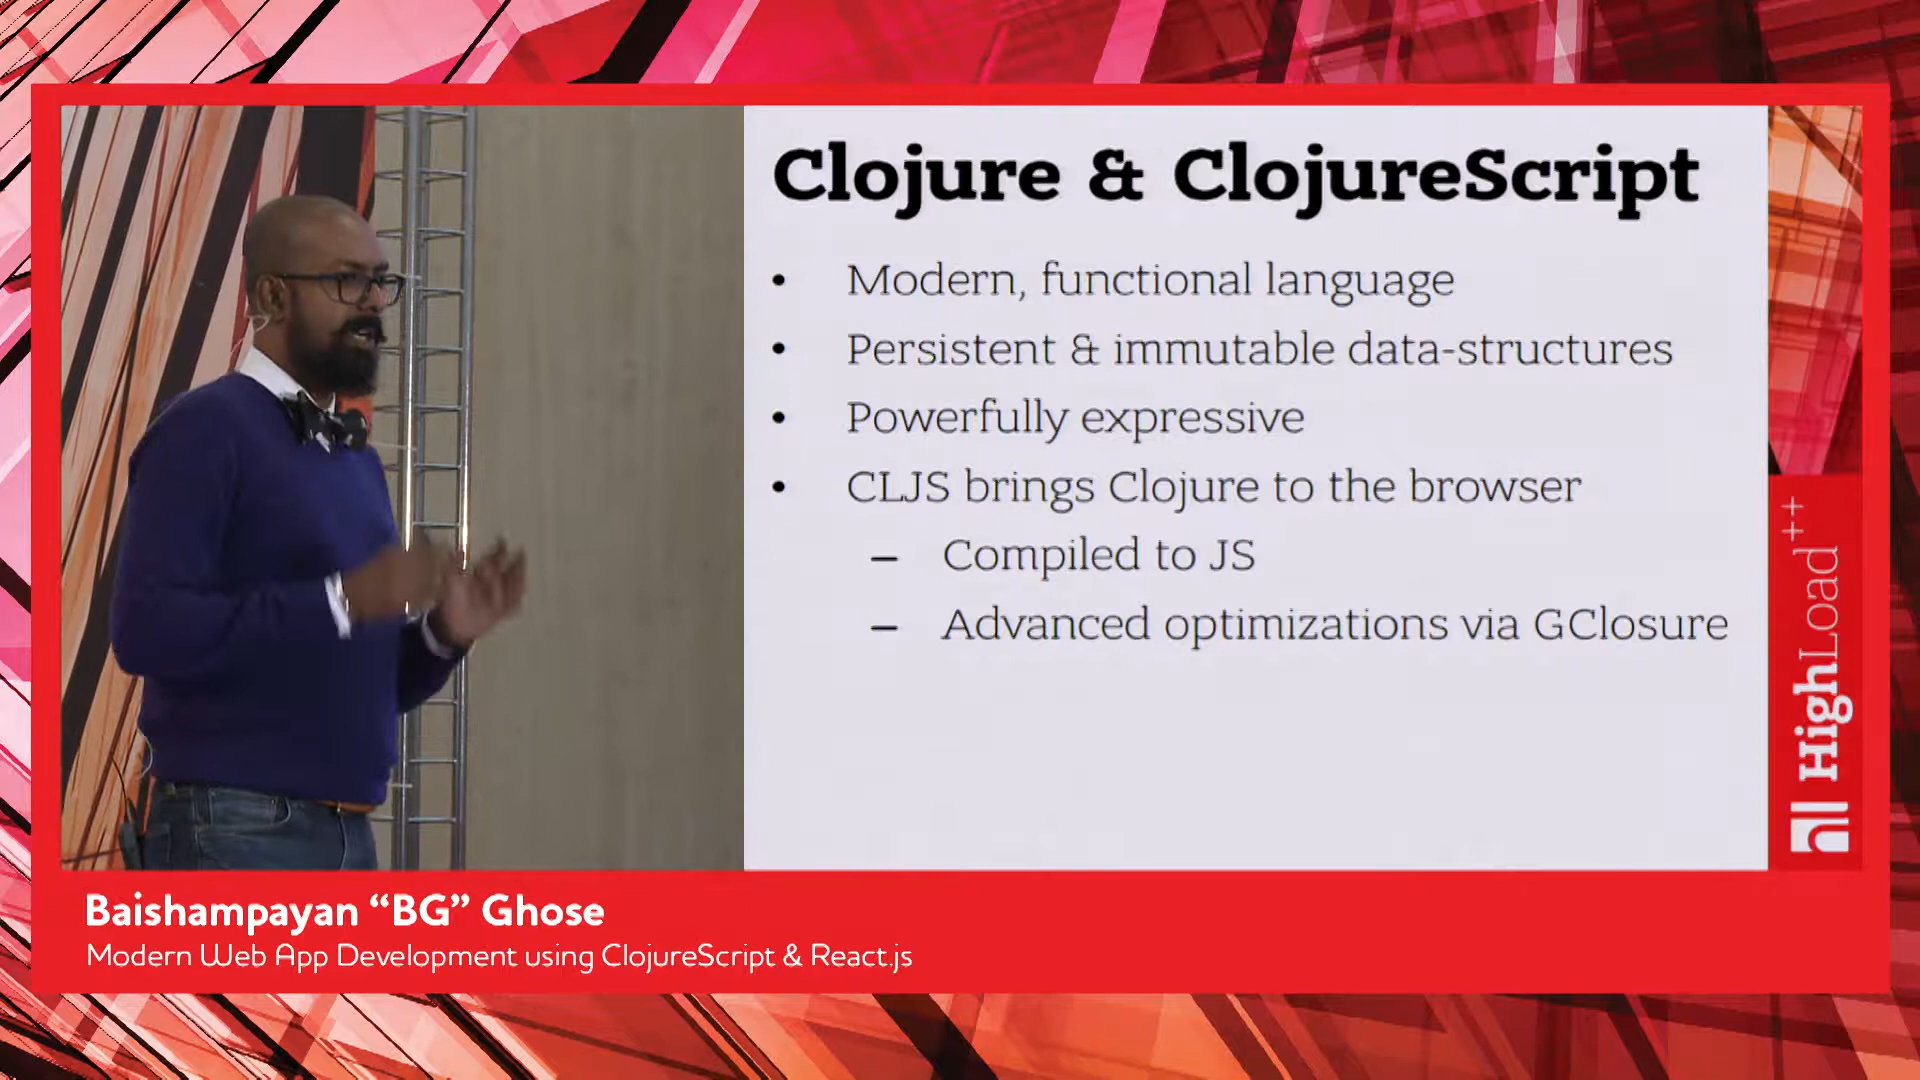 Clojure & ClojureScript
• Modern, functional language
• Persistent & immutable data-structures
• Powerfully expressive
• CLJS brings Clojure to the browser
– Compiled to JS
– Advanced optimizations via GClosure
HighLoad++
Baishampayan “BG” Ghose
Modern Web App Development using ClojureScript & React.js